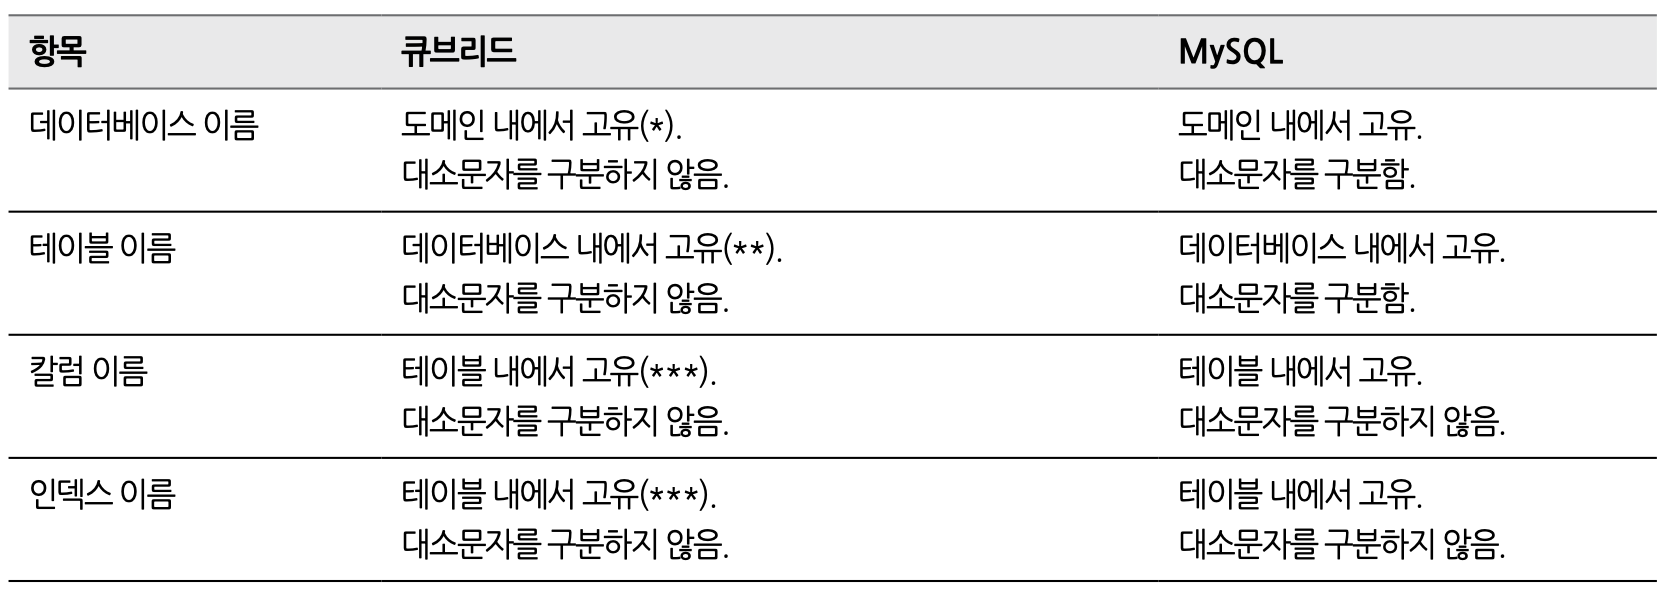 항목 큐브리드 MySQL
데이터베이스 이름 도메인 내에서 고유(*). 도메인 내에서 고유.
대소문자를 구분하지 않음. 대소문자를 구분함.
테이블 이름 데이터베이스 내에서 고유(**). 데이터베이스 내에서 고유.
대소문자를 구분하지 않음. 대소문자를 구분함.
칼럼 이름 테이블 내에서 고유(***). 테이블 내에서 고유.
대소문자를 구분하지 않음. 대소문자를 구분하지 않음.
인덱스 이름 테이블 내에서 고유(***). 테이블 내에서 고유.
대소문자를 구분하지 않음. 대소문자를 구분하지 않음.